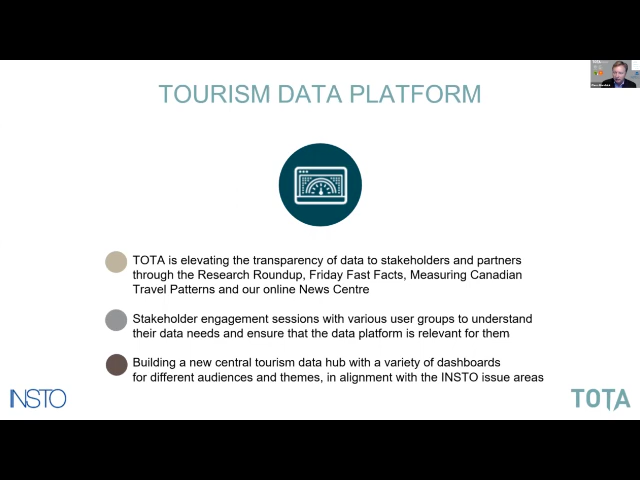 TOURISM DATA PLATFORM
TOTA is elevating the transparency of data to stakeholders and partners
through the Research Roundup, Friday Fast Facts, Measuring Canadian
Travel Patterns and our online News Centre
Stakeholder engagement sessions with various user groups to understand
their data needs and ensure that the data platform is relevant for them
Building a new central tourism data hub with a variety of dashboards
for different audiences and themes, in alignment with the INSTO issue areas
INSTO
TOTA